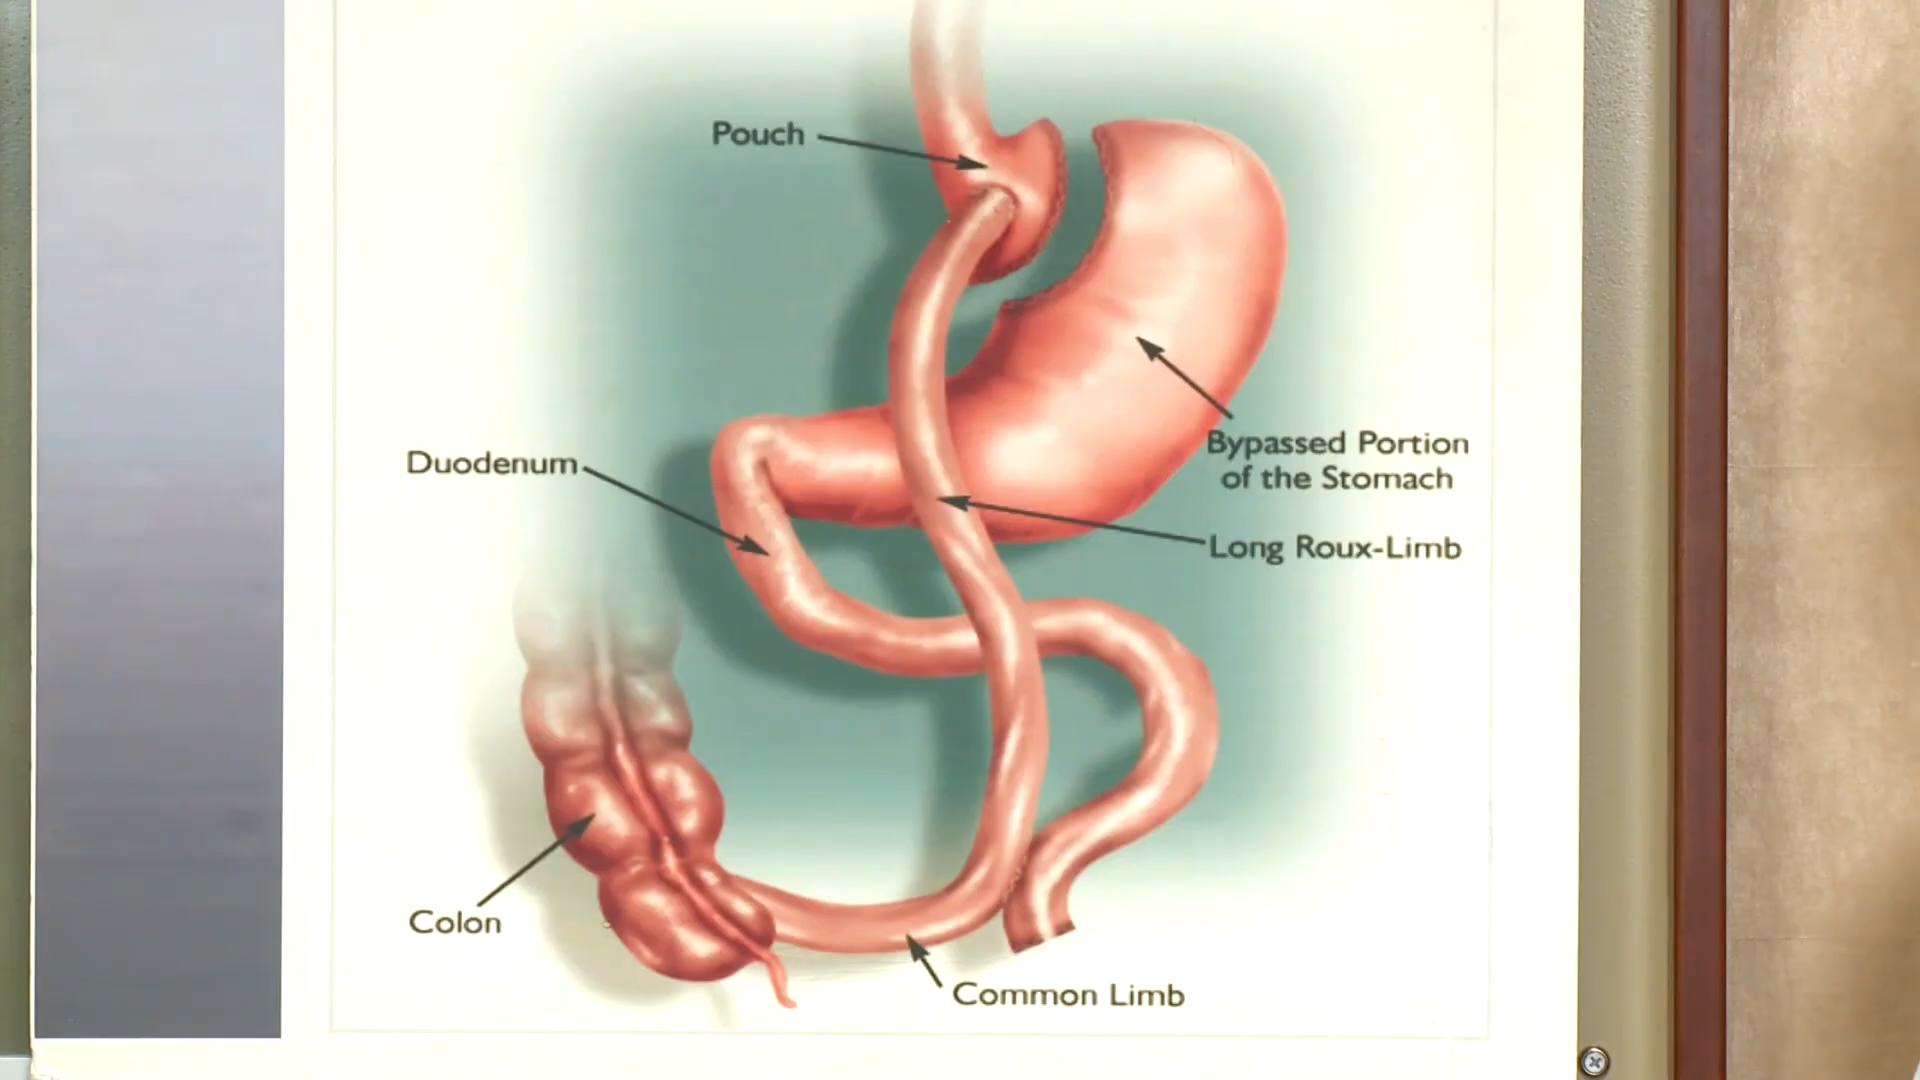 Pouch
Bypassed Portion
of the Stomach
Duodenum
Long Roux-Limb
Colon
Common Limb